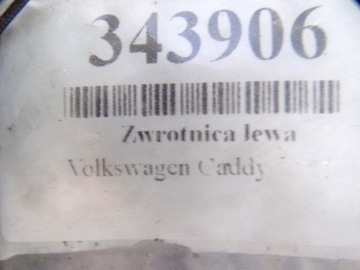 343906
Zwrotnica lewa
Volkswagen Caddy